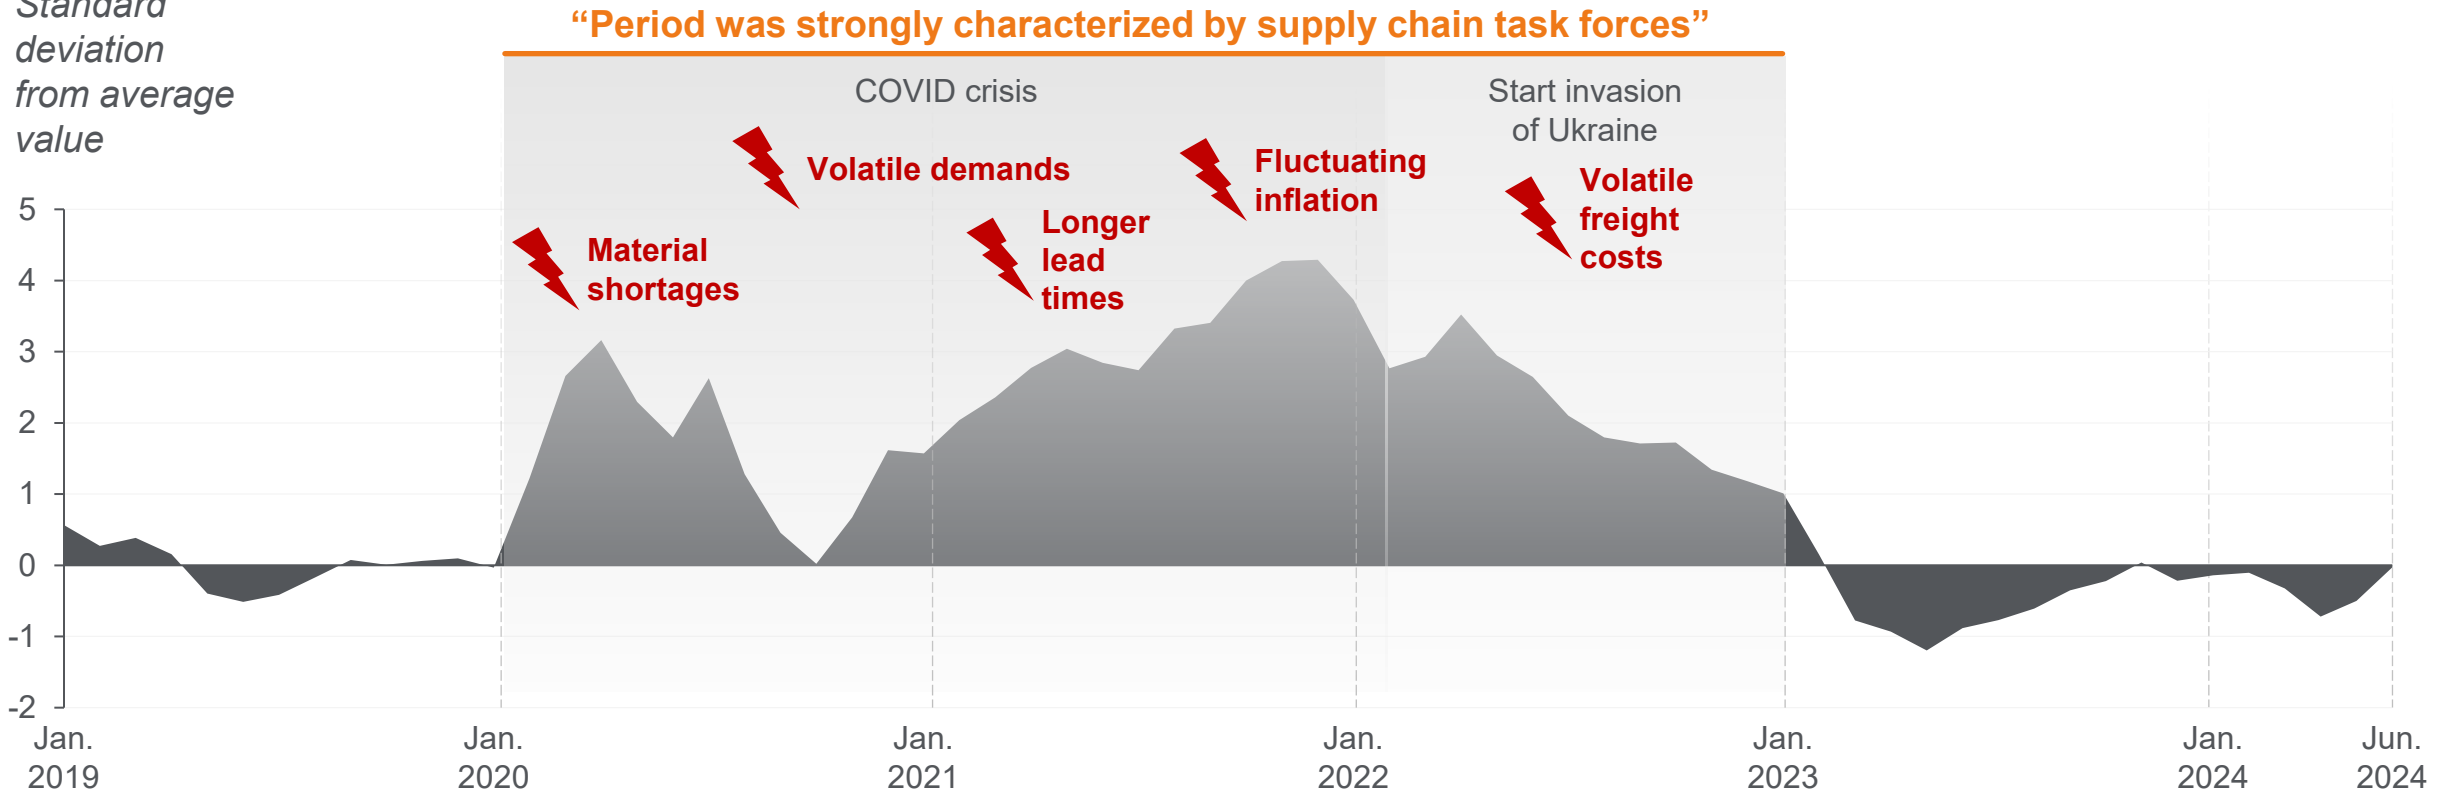 Standard
deviation
from average
value
“Period was strongly characterized by supply chain task forces”
COVID crisis
Start invasion
of Ukraine
Volatile demands
Fluctuating
inflation
Volatile
freight
costs
Longer
lead
times
Material
shortages
5
4
3
2
1
0
-1
-2
Jan.
2019
Jan.
2020
Jan.
2021
Jan.
2022
Jan.
2023
Jan.
2024
Jun.
2024